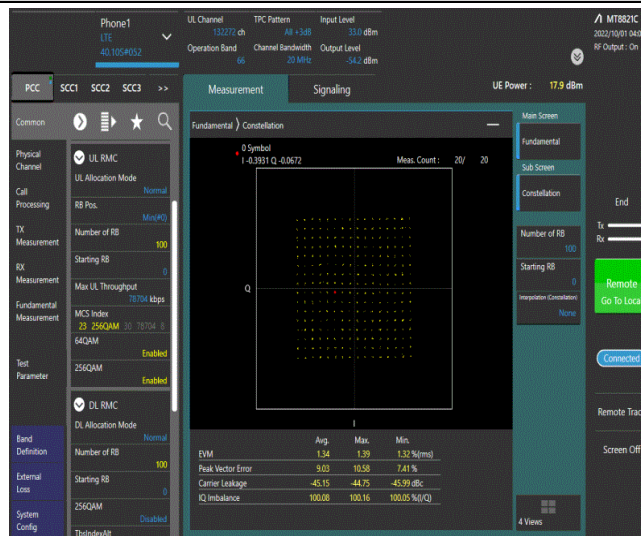 Phone1
LTE
40.105#052
UL Channel
132272 ch
TPC Pattern
All +3dB
Input Level
33.0 dBm
Operation Band
66
Channel Bandwidth
20 MHz
Output Level
-54.2 dBm
MT8821C
2022/10/01 04:0
RF Output : On
PCC
SCC1
SCC2
SCC3
>>
Measurement
Signaling
UE Power :
17.9 dBm
Common
Physical
Channel
Call
Processing
TX
Measurement
RX
Measurement
Fundamental
Measurement
Test
Parameter
Band
Definition
External
Loss
System
Config
UL RMC
UL Allocation Mode
Normal
RB Pos.
Min(#0)
Number of RB
100
Starting RB
0
Max UL Throughput
78704 kbps
MCS Index
23 256QAM 30 78704 6
64QAM
Enabled
256QAM
Enabled
DL RMC
DL Allocation Mode
Normal
Number of RB
100
Starting RB
0
256QAM
Disabled
TbsIndexAlt
Fundamental ⟩ Constellation
0 Symbol
I -0.3931 Q -0.0672
Meas. Count : 20/ 20
Q
I
Avg. Max. Min.
EVM 1.34 1.39 1.32 %(rms)
Peak Vector Error 9.03 10.58 7.41 %
Carrier Leakage -45.15 -44.75 -45.99 dBc
IQ Imbalance 100.08 100.16 100.05 %(I/Q)
Main Screen
Fundamental
Sub Screen
Constellation
Number of RB
100
Starting RB
0
Interpolation (Constellation)
None
4 Views
End
Tx
Rx
Remote
Go To Loca
Connected
Remote Trac
Screen Off